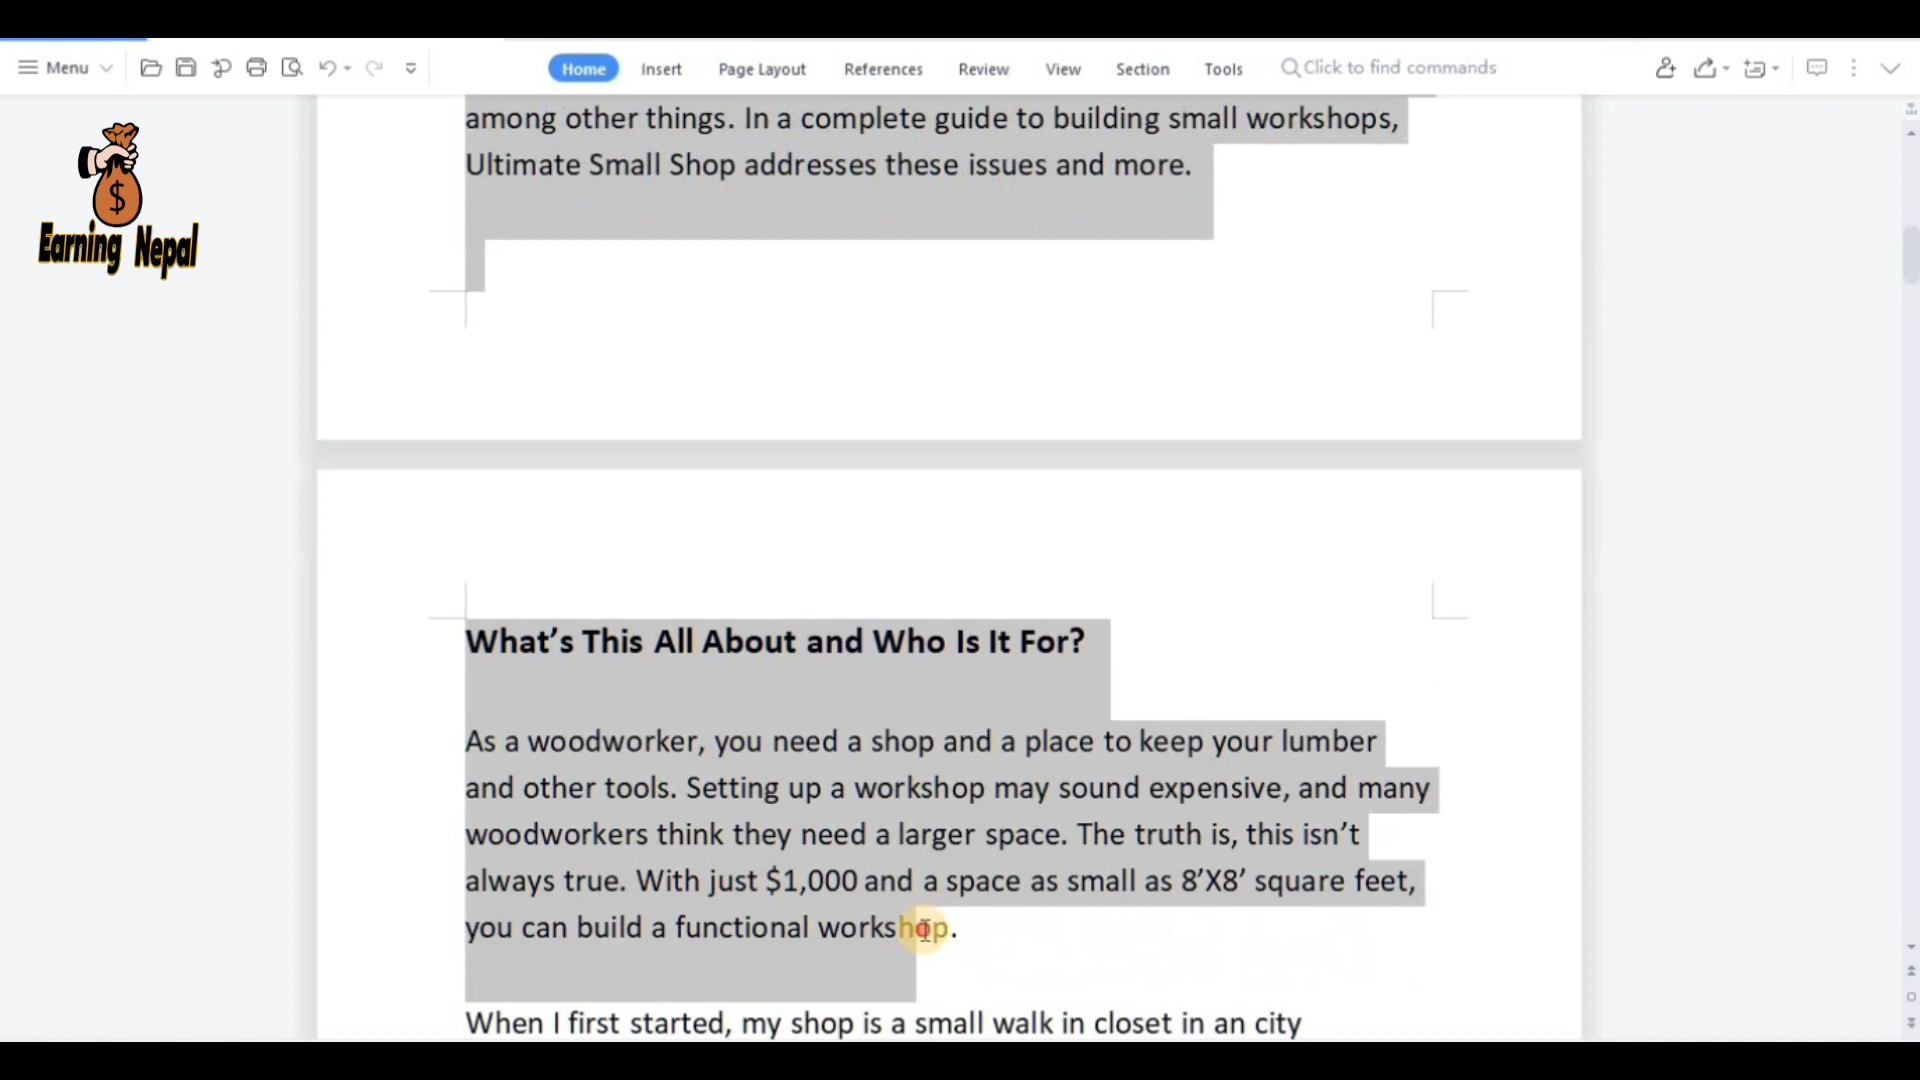 Menu
Home
Insert
Page Layout
References
Review
View
Section
Tools
Click to find commands
$
Earning Nepal
among other things. In a complete guide to building small workshops,
Ultimate Small Shop addresses these issues and more.
What’s This All About and Who Is It For?
As a woodworker, you need a shop and a place to keep your lumber
and other tools. Setting up a workshop may sound expensive, and many
woodworkers think they need a larger space. The truth is, this isn’t
always true. With just $1,000 and a space as small as 8’X8’ square feet,
you can build a functional workshop.
When I first started, my shop is a small walk in closet in an city